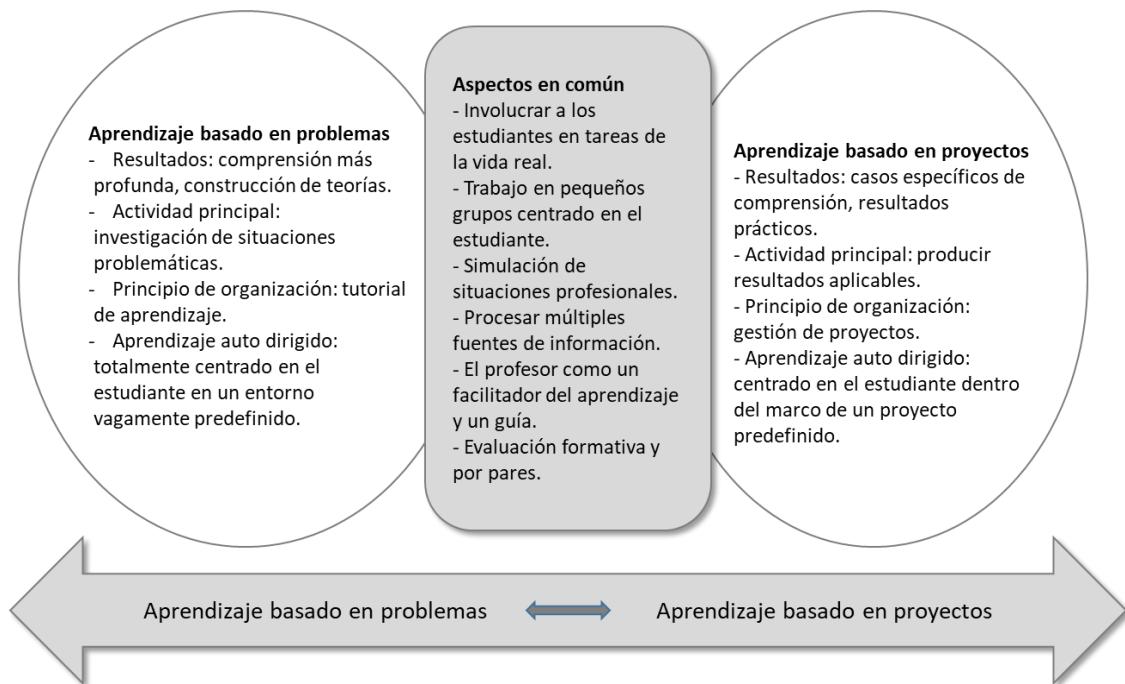 Aprendizaje basado en problemas
- Resultados: comprensión más
profunda, construcción de teorías.
- Actividad principal:
investigación de situaciones
problemáticas.
- Principio de organización: tutorial
de aprendizaje.
- Aprendizaje auto dirigido:
totalmente centrado en el
estudiante en un entorno
vagamente predefinido.
Aspectos en común
- Involucrar a los
estudiantes en tareas de
la vida real.
- Trabajo en pequeños
grupos centrado en el
estudiante.
- Simulación de
situaciones profesionales.
- Procesar múltiples
fuentes de información.
- El profesor como un
facilitador del aprendizaje
y un guía.
- Evaluación formativa y
por pares.
Aprendizaje basado en proyectos
- Resultados: casos específicos de
comprensión, resultados
prácticos.
- Actividad principal: producir
resultados aplicables.
- Principio de organización:
gestión de proyectos.
- Aprendizaje auto dirigido:
centrado en el estudiante dentro
del marco de un proyecto
predefinido.
Aprendizaje basado en problemas
Aprendizaje basado en proyectos